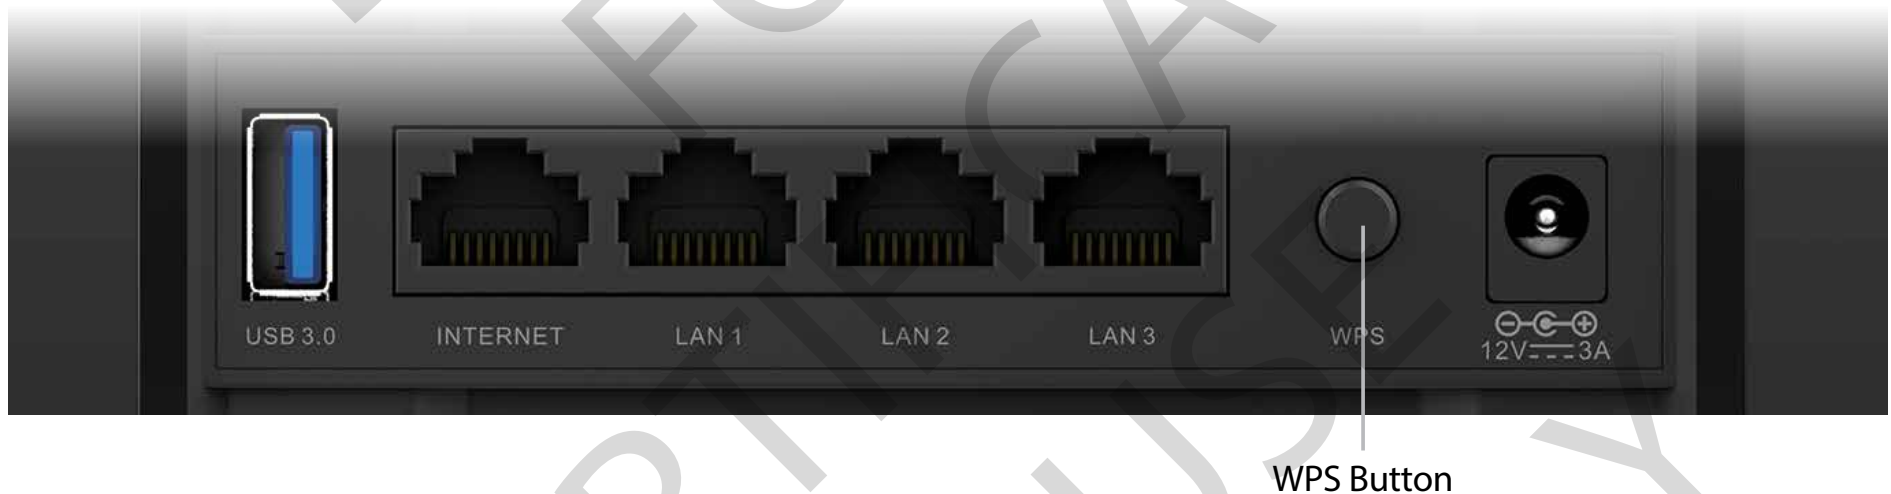 USB 3.0
INTERNET
LAN 1
LAN 2
LAN 3
WPS
12V 3A
WPS Button